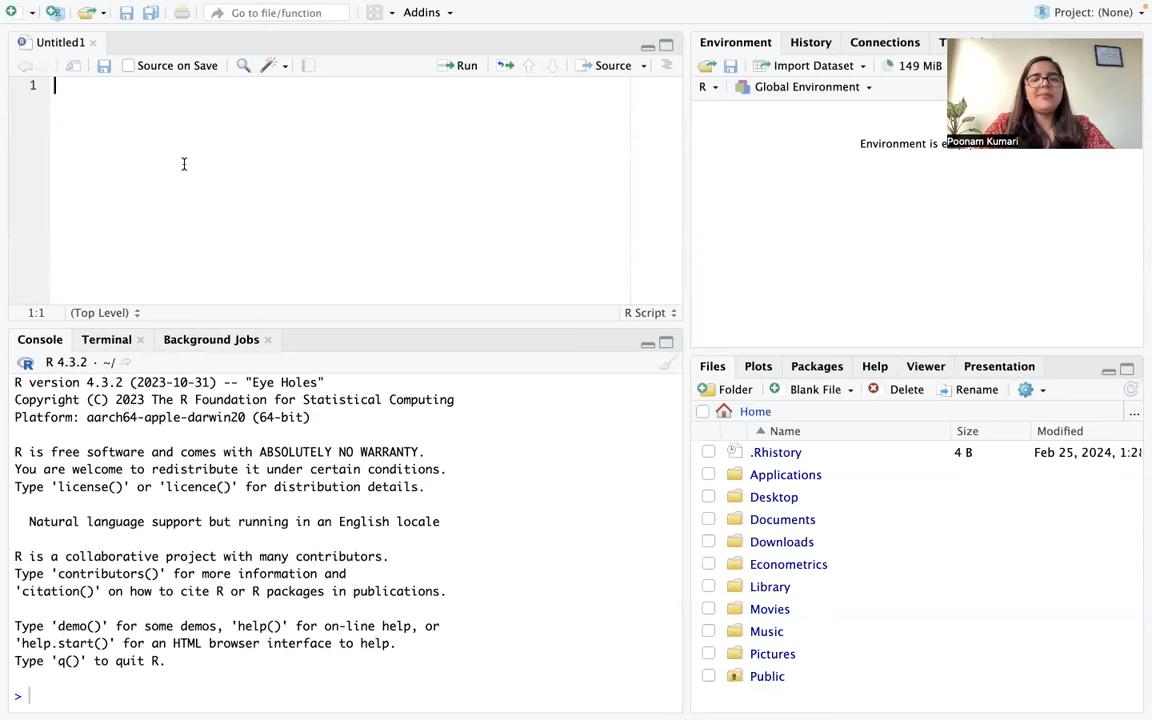 Go to file/function
Addins
Project: (None)
Untitled1
Source on Save
Run
Source
1
1:1
(Top Level)
R Script
Console
Terminal
Background Jobs
R 4.3.2 · ~/
R version 4.3.2 (2023-10-31) -- "Eye Holes"
Copyright (C) 2023 The R Foundation for Statistical Computing
Platform: aarch64-apple-darwin20 (64-bit)
R is free software and comes with ABSOLUTELY NO WARRANTY.
You are welcome to redistribute it under certain conditions.
Type 'license()' or 'licence()' for distribution details.
Natural language support but running in an English locale
R is a collaborative project with many contributors.
Type 'contributors()' for more information and
'citation()' on how to cite R or R packages in publications.
Type 'demo()' for some demos, 'help()' for on-line help, or
'help.start()' for an HTML browser interface to help.
Type 'q()' to quit R.
>
Environment
History
Connections
Import Dataset
149 MiB
R
Global Environment
Environment is
Poonam Kumari
Files
Plots
Packages
Help
Viewer
Presentation
Folder
Blank File
Delete
Rename
Home
...
Name
Size
Modified
.Rhistory
4 B
Feb 25, 2024, 1:28
Applications
Desktop
Documents
Downloads
Econometrics
Library
Movies
Music
Pictures
Public